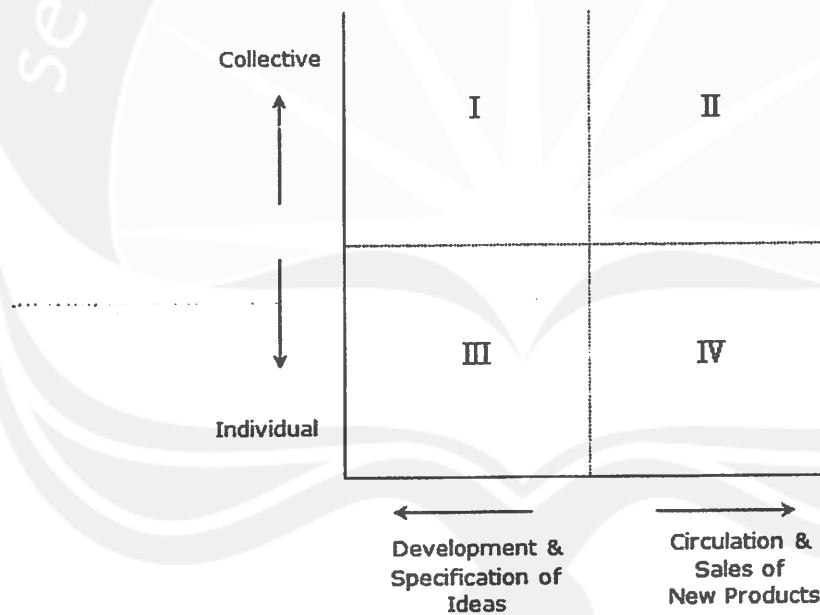 Collective
I
II
III
IV
Individual
Development &
Specification of
Ideas
Circulation &
Sales of
New Products